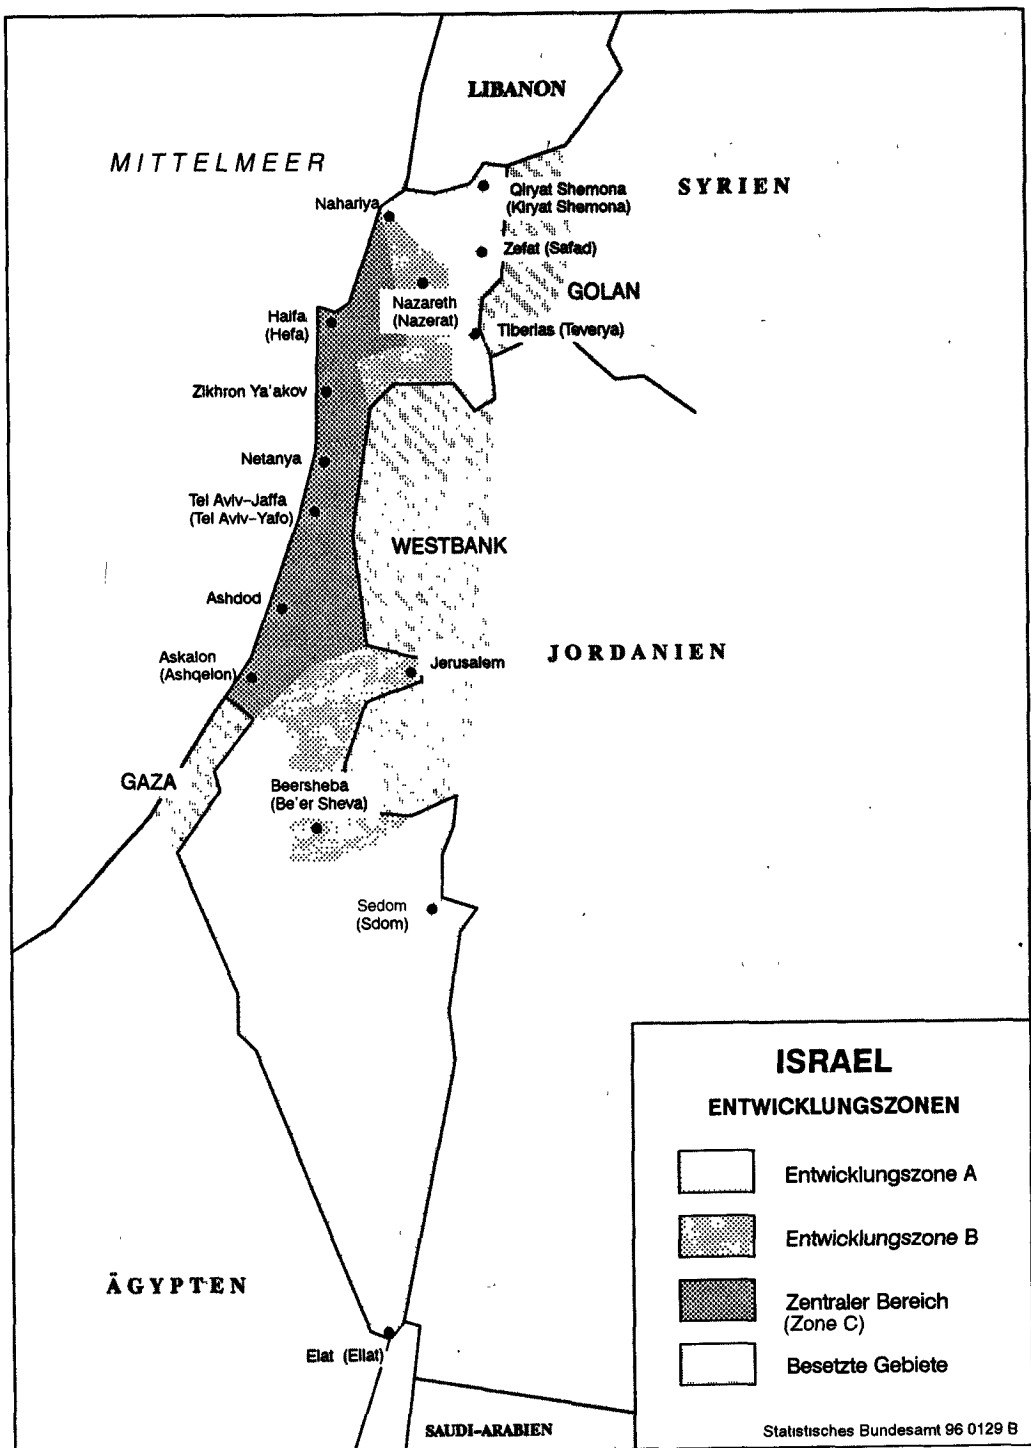 LIBANON
MITTELMEER
SYRIEN
Qiryat Shemona
(Kiryat Shemona)
Nahariya
Zefat (Safad)
GOLAN
Nazareth
(Nazerat)
Haifa
(Hefa)
Tiberias (Teverya)
Zikhron Ya'akov
Netanya
Tel Aviv-Jaffa
(Tel Aviv-Yafo)
WESTBANK
Ashdod
JORDANIEN
Askalon
(Ashqelon)
Jerusalem
GAZA
Beersheba
(Be'er Sheva)
Sedom
(Sdom)
ISRAEL
ENTWICKLUNGSZONEN
Entwicklungszone A
Entwicklungszone B
Zentraler Bereich
(Zone C)
Besetzte Gebiete
ÄGYPTEN
Elat (Eilat)
SAUDI-ARABIEN
Statistisches Bundesamt 96 0129 B